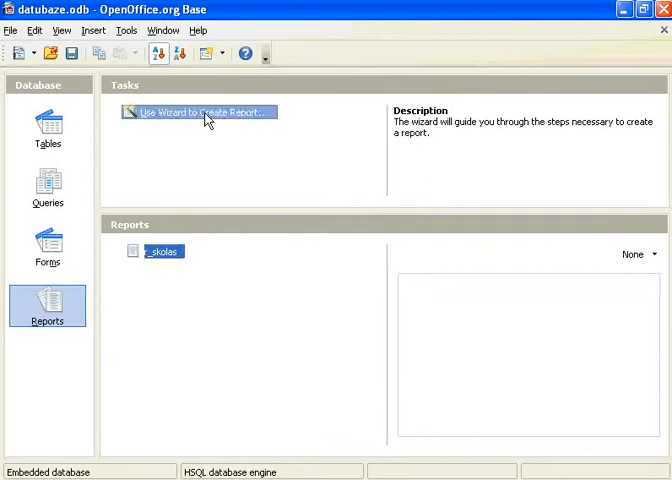 datubaze.odb - OpenOffice.org Base
File Edit View Insert Tools Window Help
Database
Tasks
Tables
Queries
Forms
Reports
Use Wizard to Create Report...
Description
The wizard will guide you through the steps necessary to create
a report.
Reports
_skolas
None
Embedded database
HSQL database engine